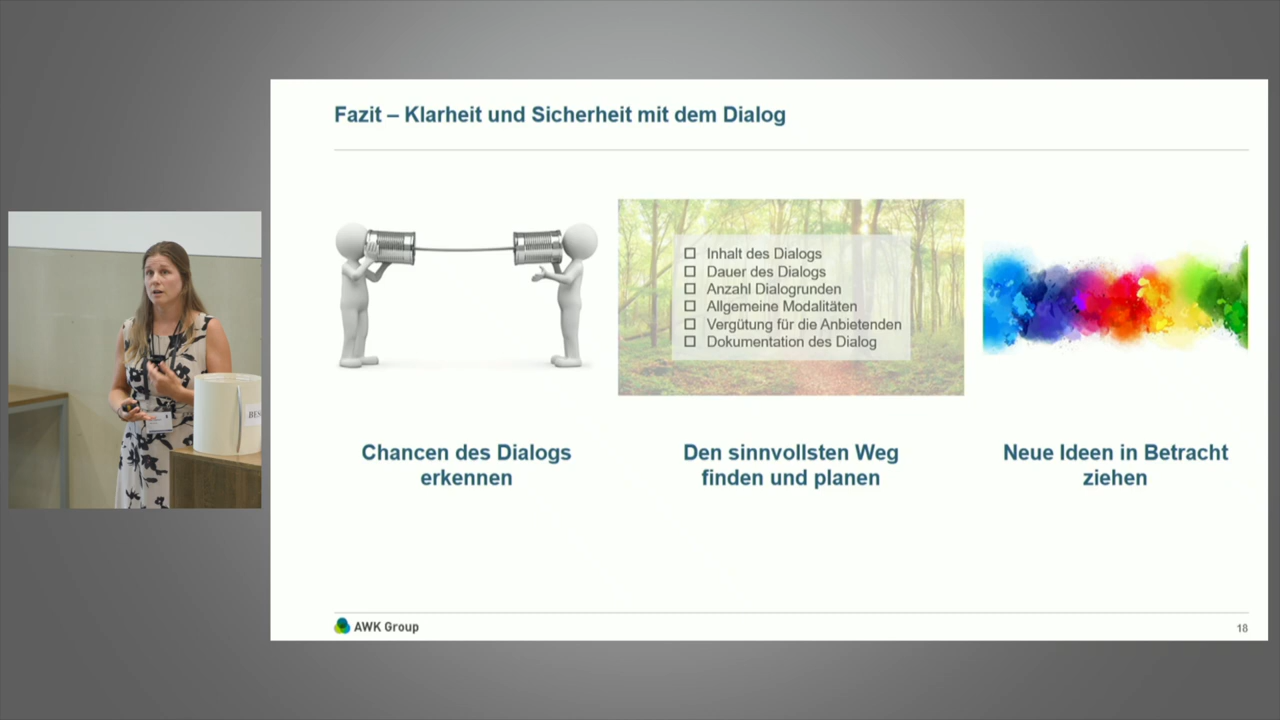 Fazit – Klarheit und Sicherheit mit dem Dialog
Inhalt des Dialogs
Dauer des Dialogs
Anzahl Dialogrunden
Allgemeine Modalitäten
Vergütung für die Anbietenden
Dokumentation des Dialog
Chancen des Dialogs
erkennen
Den sinnvollsten Weg
finden und planen
Neue Ideen in Betracht
ziehen
AWK Group
18